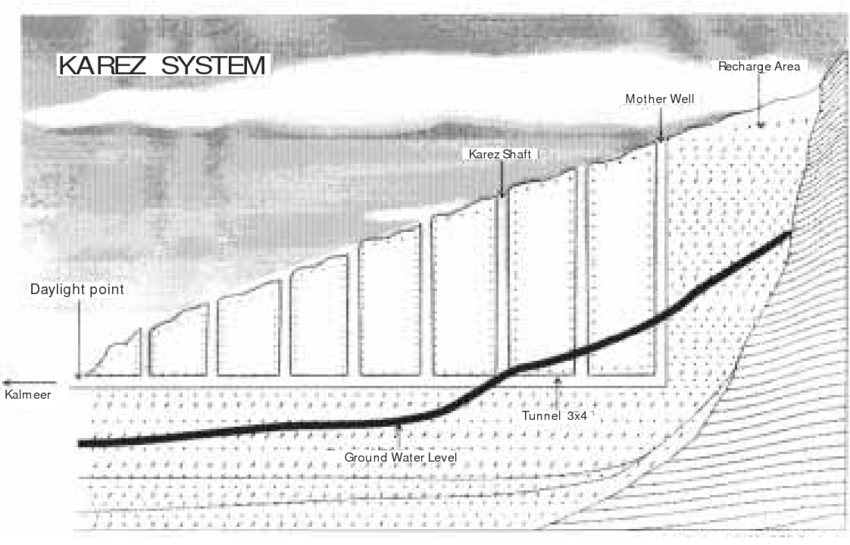 KAREZ SYSTEM
Recharge Area
Mother Well
Karez Shaft
Daylight point
Kalmeer
Tunnel 3x4
Ground Water Level